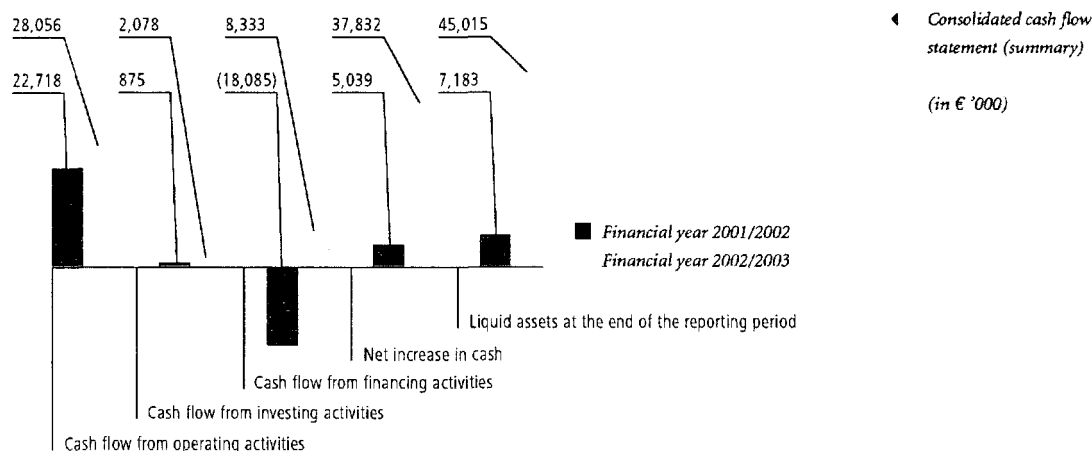 28,056 2,078 8,333 37,832 45,015
22,718 875 (18,085) 5,039 7,183
Consolidated cash flow
statement (summary)
(in € '000)
Financial year 2001/2002
Financial year 2002/2003
Liquid assets at the end of the reporting period
Net increase in cash
Cash flow from financing activities
Cash flow from investing activities
Cash flow from operating activities